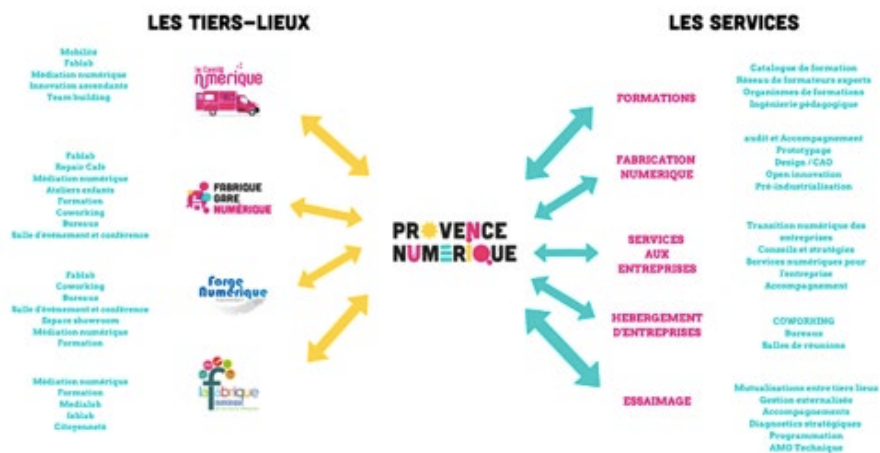 LES TIERS-LIEUX
Mobilité
Fablab
Médiation numérique
Innovation ascendante
Team building
le Camion
numérique
Fablab
Repair Café
Médiation numérique
Ateliers enfants
Formation
Coworking
Bureaux
Salle d'événement et conférence
FABRIQUE
GARE
NUMÉRIQUE
Fablab
Coworking
Bureaux
Salle d'événement et conférence
Espace showroom
Médiation numérique
Formation
Forge
Numérique
Médiation numérique
Formation
Medialab
fablab
Citoyenneté
la fabrique
PROVENCE
NUMÉRIQUE
LES SERVICES
FORMATIONS
Catalogue de formation
Réseau de formateurs experts
Organismes de formations
Ingénierie pédagogique
FABRICATION
NUMERIQUE
audit et Accompagnement
Prototypage
Design / CAO
Open innovation
Pré-industrialisation
SERVICES
AUX
ENTREPRISES
Transition numérique des
entreprises
Conseils et stratégies
Services numériques pour
l'entreprise
Accompagnement
HEBERGEMENT
D'ENTREPRISES
COWORKING
Bureaux
Salles de réunions
ESSAIMAGE
Mutualisations entre tiers lieux
Gestion externalisée
Accompagnements
Diagnostics stratégiques
Programmation
AMO Technique